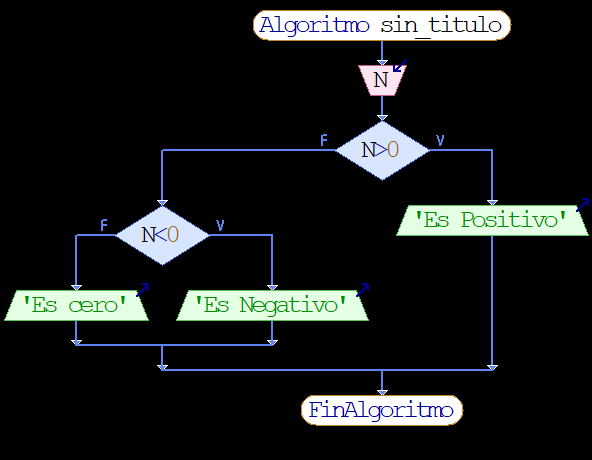 Algoritmo sin_titulo
N
F
V
N>0
'Es Positivo'
F
V
N<0
'Es cero'
'Es Negativo'
FinAlgoritmo